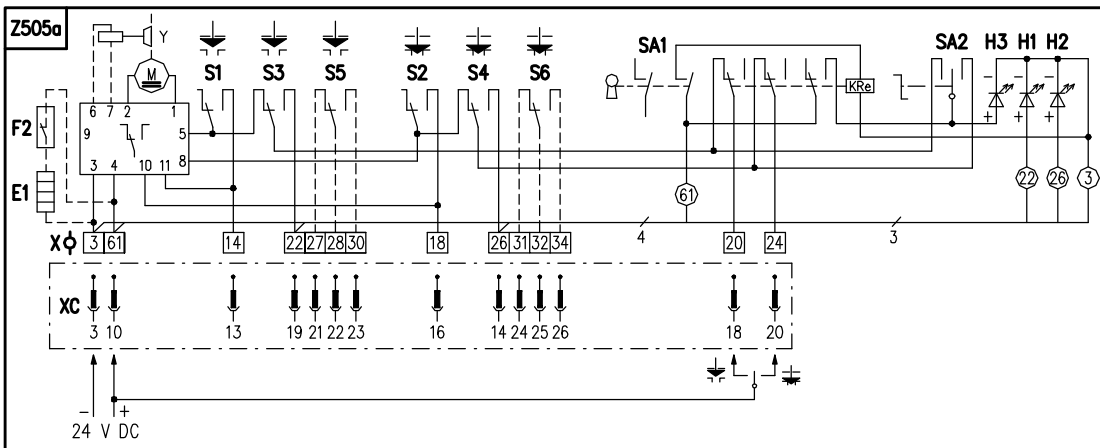 Z505a
Y
S1 S3 S5 S2 S4 S6 SA1 SA2 H3 H1 H2
M
KRe
6 7 2 1
F2
9 5
8
3 4 10 11
E1
− − −
+ + +
61 22 26 3
4 3
X 3 61 14 22 27 28 30 18 26 31 32 34 20 24
XC
3 10 13 19 21 22 23 16 14 24 25 26 18 20
− +
24 V DC